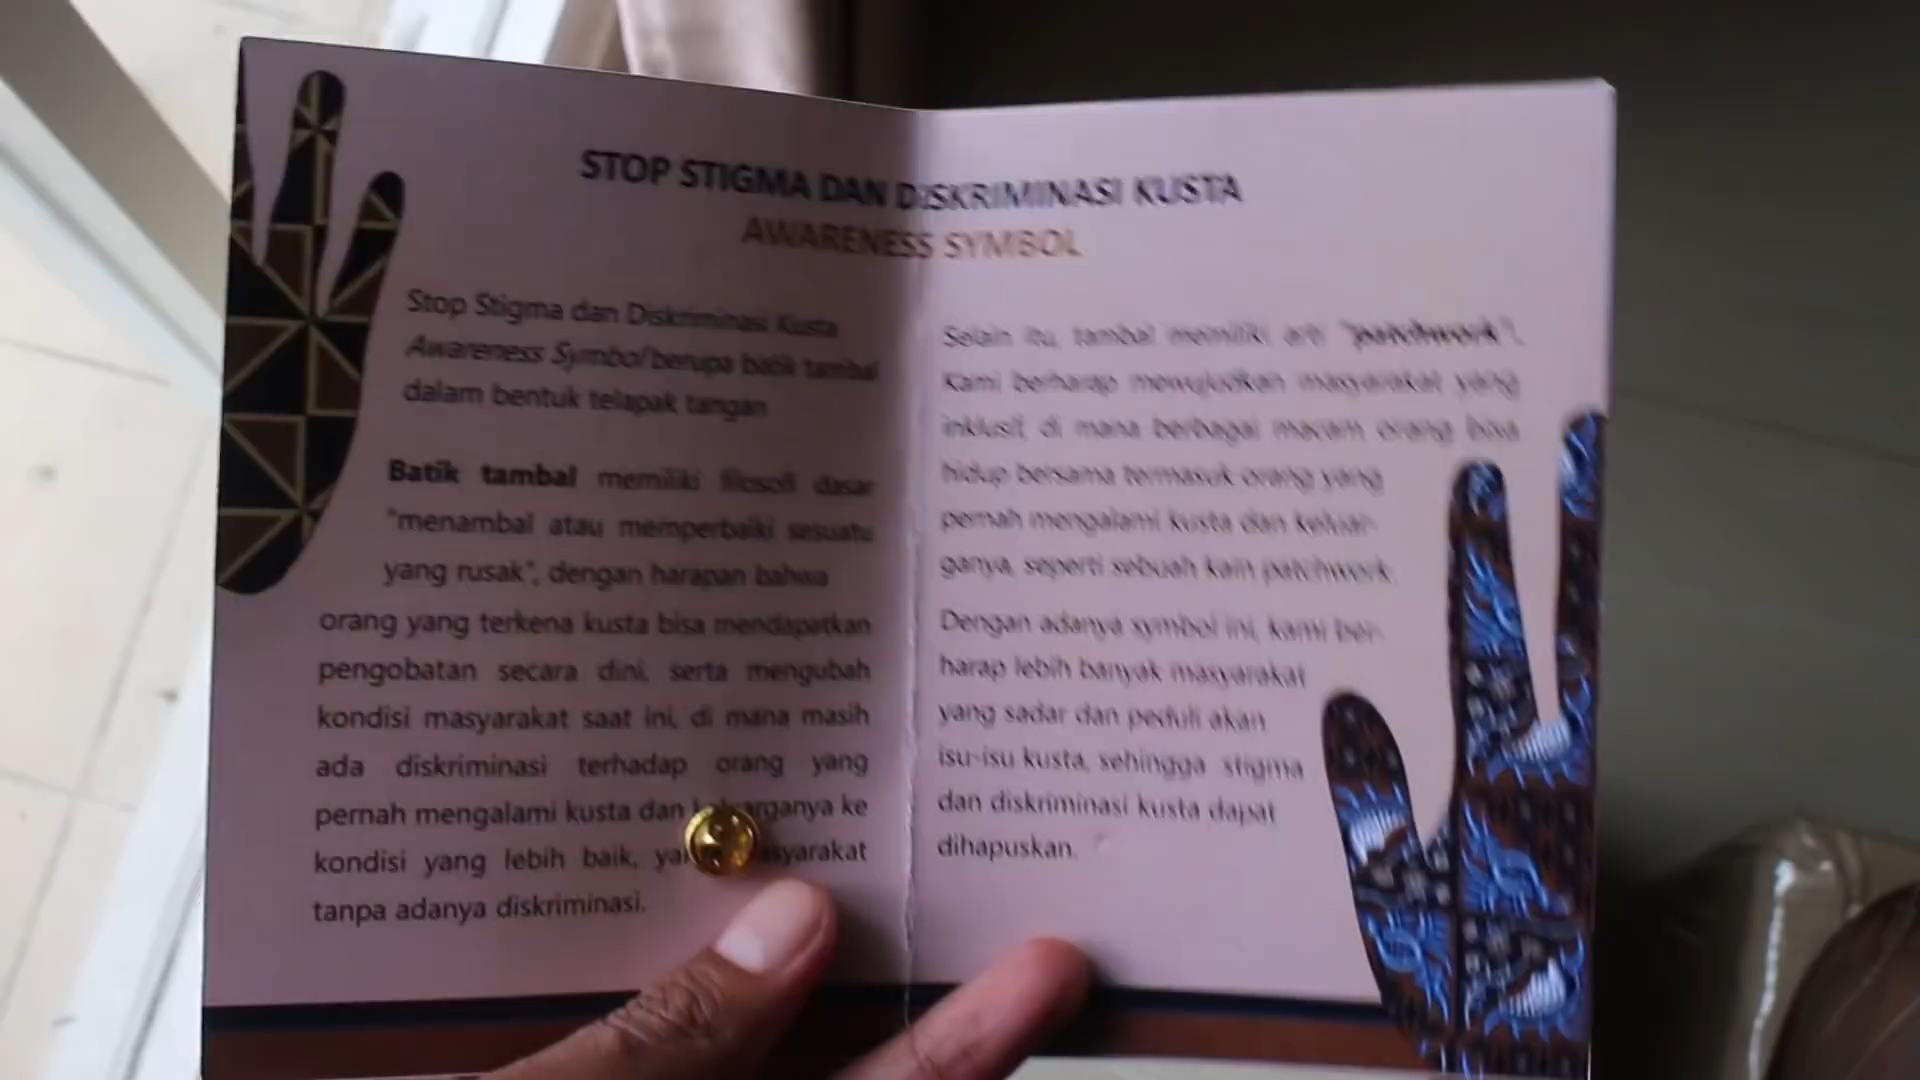 STOP STIGMA DAN DISKRIMINASI KUSTA
AWARENESS SYMBOL
Stop Stigma dan Diskriminasi Kusta
Awareness Symbol berupa batik tambal
dalam bentuk telapak tangan
Batik tambal memiliki filosofi dasar
"menambal atau memperbaiki sesuatu
yang rusak", dengan harapan bahwa
orang yang terkena kusta bisa mendapatkan
pengobatan secara dini, serta mengubah
kondisi masyarakat saat ini, di mana masih
ada diskriminasi terhadap orang yang
pernah mengalami kusta dan ke
kondisi yang lebih baik,
tanpa adanya diskriminasi.
Selain itu, tambal memiliki arti "patchwork",
Kami berharap mewujudkan masyarakat yang
inklusif, di mana berbagai macam orang bisa
hidup bersama termasuk orang yang
pernah mengalami kusta dan keluar-
ganya, seperti sebuah kain patchwork.
Dengan adanya symbol ini, kami ber-
harap lebih banyak masyarakat
yang sadar dan peduli akan
isu-isu kusta, sehingga stigma
dan diskriminasi kusta dapat
dihapuskan.